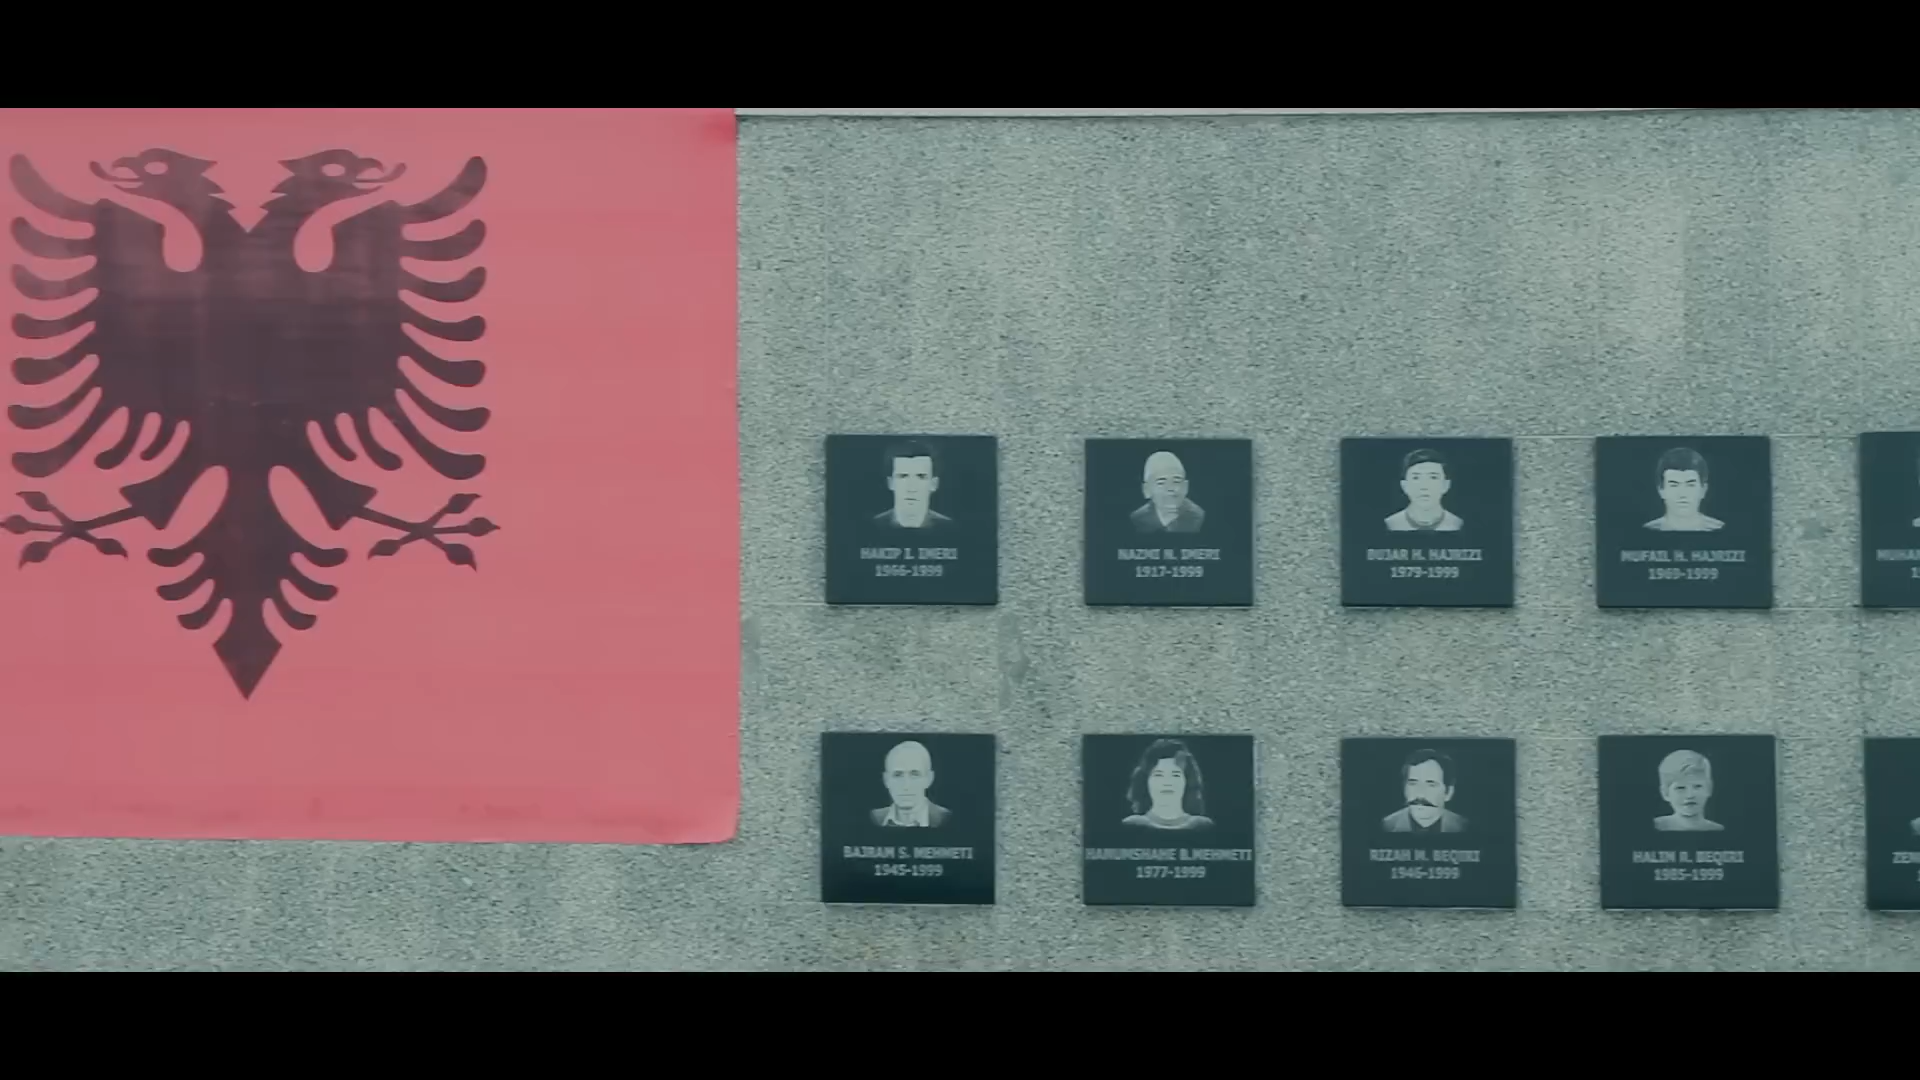 HAKIP I. IMERI
1966-1999
NAZMI N. IMERI
1917-1999
BUJAR H. HAJRIZI
1979-1999
MUFAIL H. HAJRIZI
1969-1999
BAJRAM S. MEHMETI
1945-1999
HANUMSHAHE B.MEHMETI
1977-1999
RIZAH M. BEQIRI
1946-1999
HALIM R. BEQIRI
1985-1999